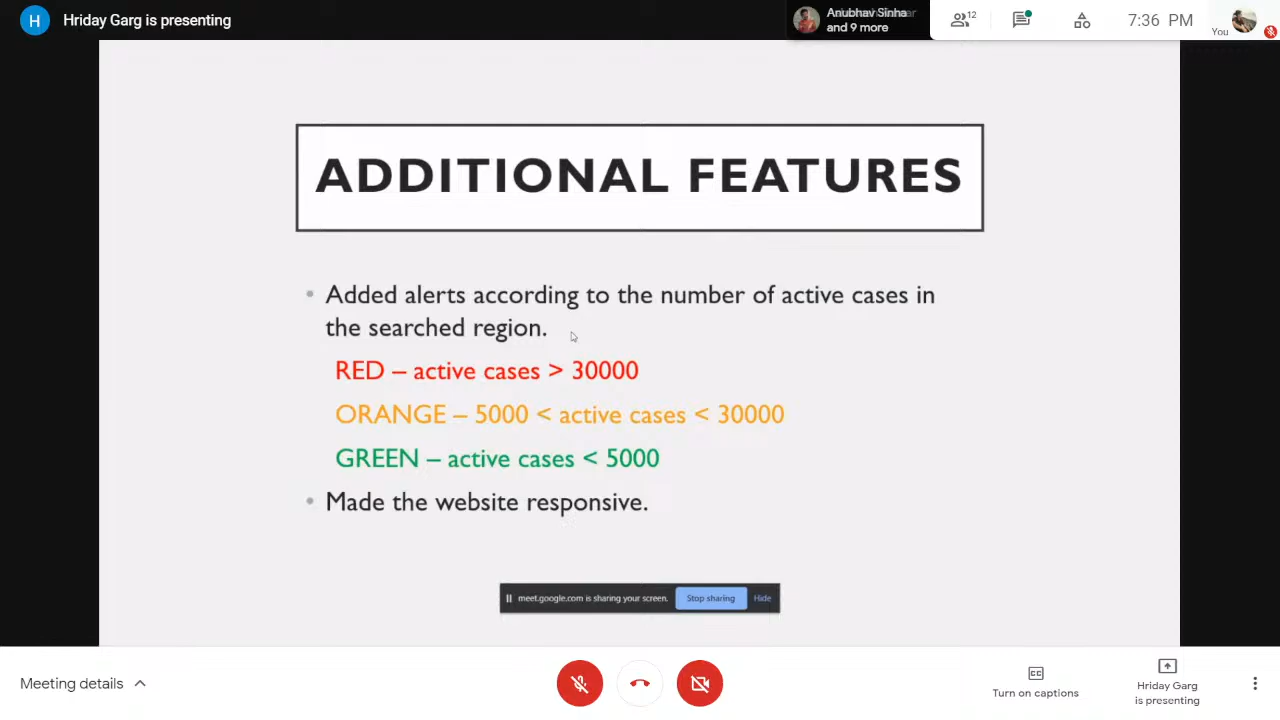 H Hriday Garg is presenting
Anubhav Sinha
and 9 more
12
7:36 PM
You
ADDITIONAL FEATURES
• Added alerts according to the number of active cases in
the searched region.
RED – active cases > 30000
ORANGE – 5000 < active cases < 30000
GREEN – active cases < 5000
• Made the website responsive.
meet.google.com is sharing your screen. Stop sharing Hide
Meeting details
CC
Turn on captions
Hriday Garg
is presenting